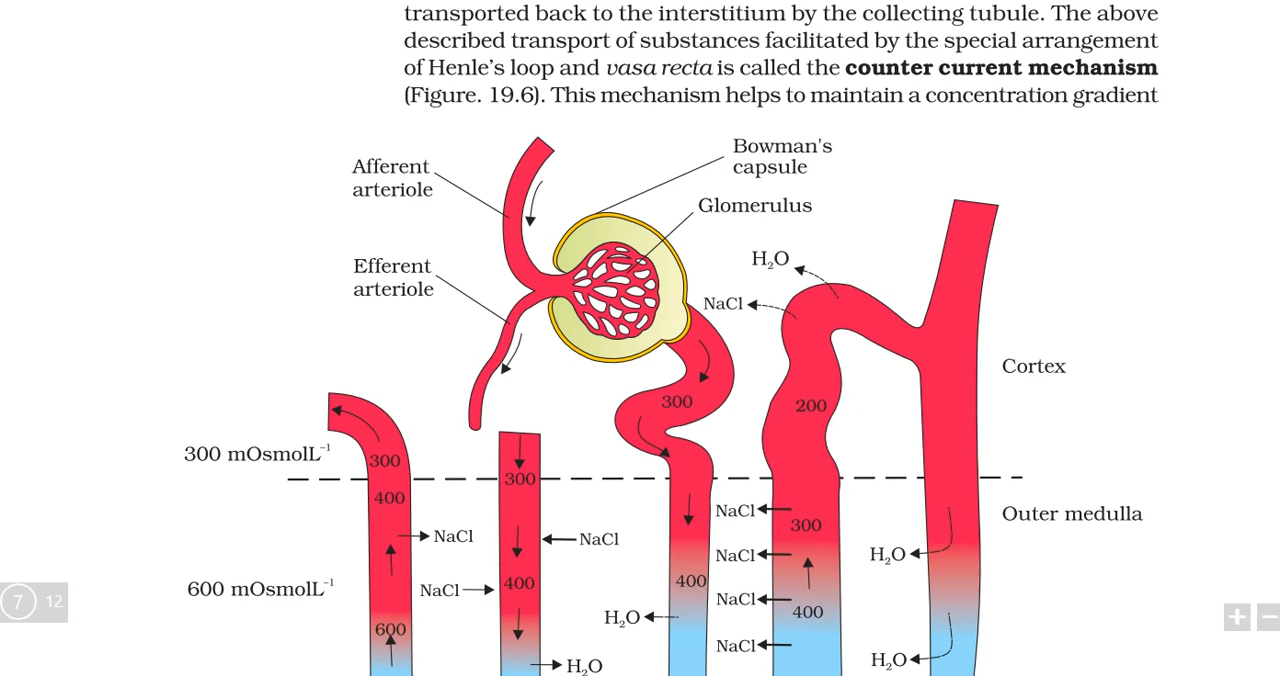 transported back to the interstitium by the collecting tubule. The above
described transport of substances facilitated by the special arrangement
of Henle's loop and vasa recta is called the counter current mechanism
(Figure. 19.6). This mechanism helps to maintain a concentration gradient
Bowman's
capsule
Afferent
arteriole
Glomerulus
Efferent
arteriole
H₂O
NaCl
Cortex
300
200
300 mOsmolL⁻¹
300
300
400
NaCl
Outer medulla
300
NaCl
NaCl
NaCl
H₂O
600 mOsmolL⁻¹
NaCl
400
400
NaCl
400
H₂O
600
NaCl
H₂O
H₂O
7
12
+
−